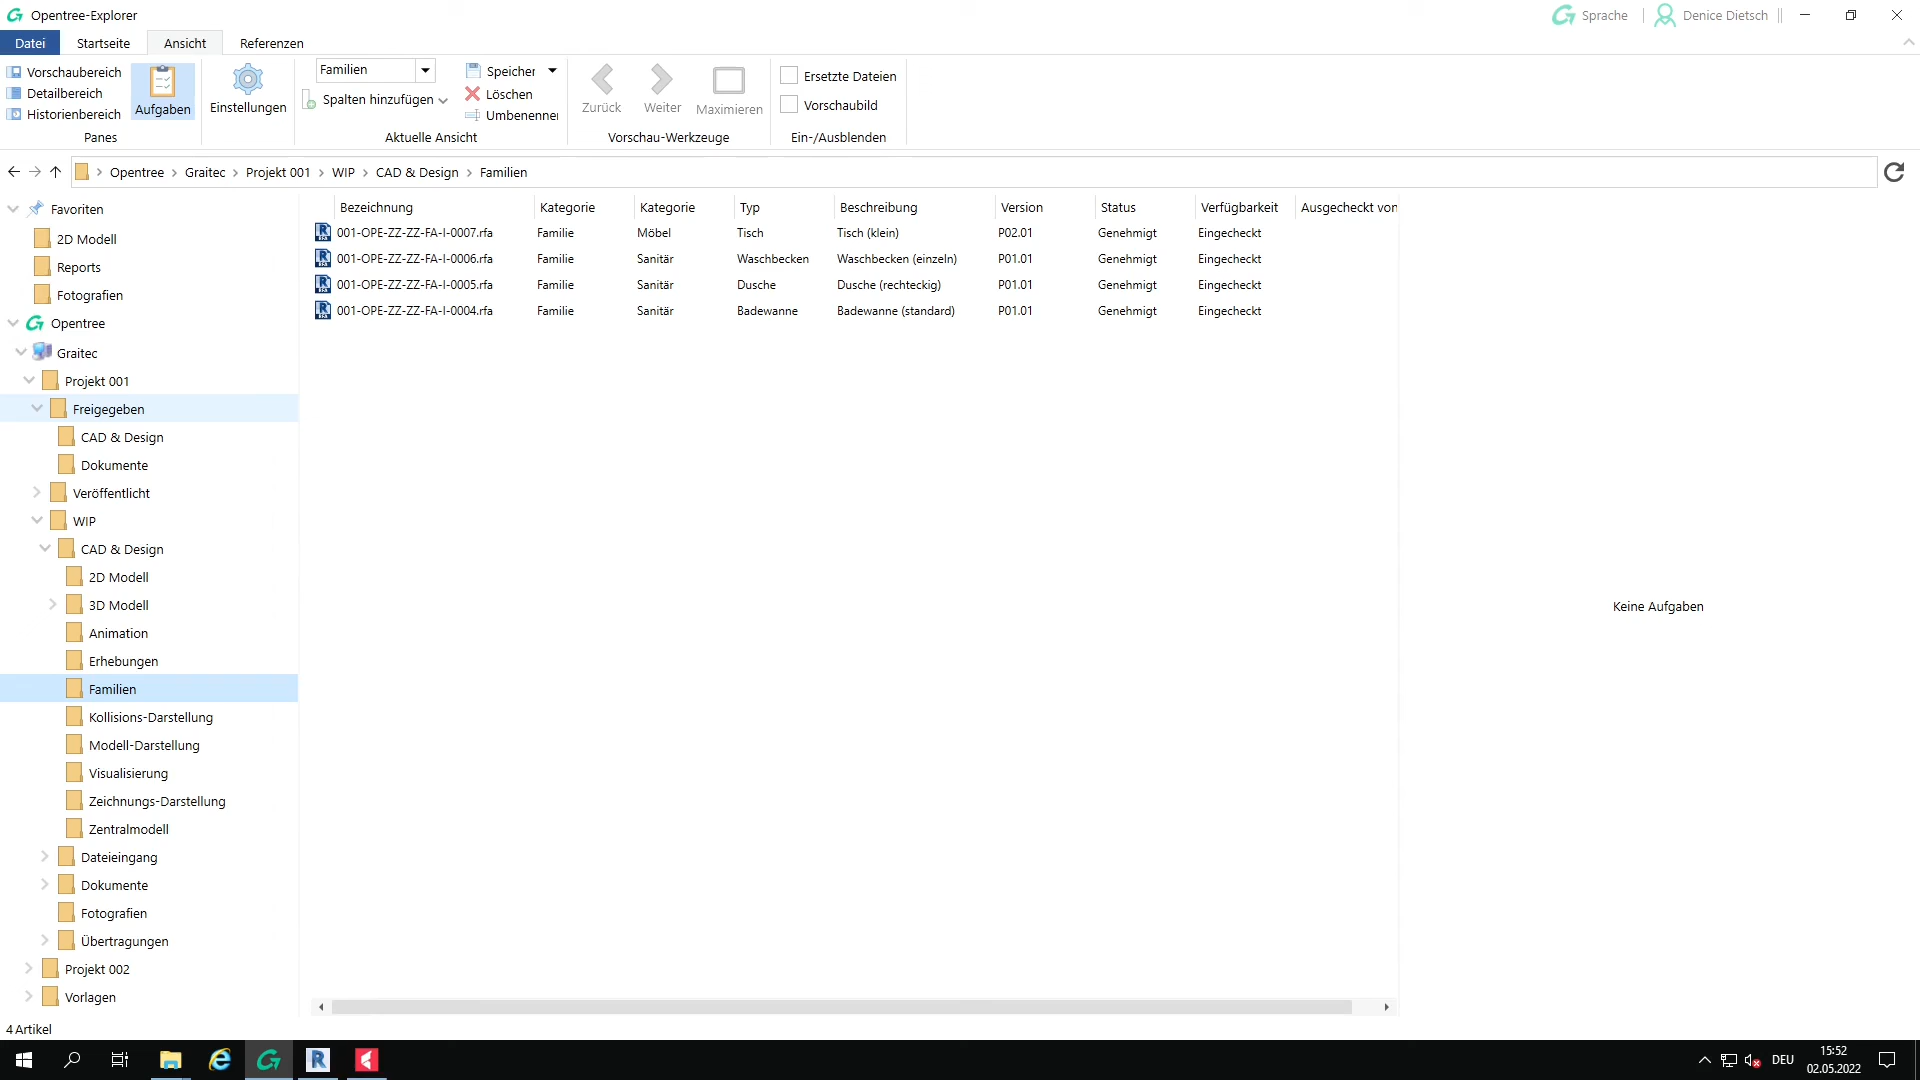 Opentree-Explorer
Sprache
Denice Dietsch
Datei Startseite Ansicht Referenzen
Vorschaubereich
Detailbereich
Historienbereich
Panes
Aufgaben
Einstellungen
Familien
Spalten hinzufügen
Speicher
Löschen
Umbenenner
Aktuelle Ansicht
Zurück
Weiter
Maximieren
Vorschau-Werkzeuge
Ersetzte Dateien
Vorschaubild
Ein-/Ausblenden
Opentree Graitec Projekt 001 WIP CAD & Design Familien
Favoriten
2D Modell
Reports
Fotografien
Opentree
Graitec
Projekt 001
Freigegeben
CAD & Design
Dokumente
Veröffentlicht
WIP
CAD & Design
2D Modell
3D Modell
Animation
Erhebungen
Familien
Kollisions-Darstellung
Modell-Darstellung
Visualisierung
Zeichnungs-Darstellung
Zentralmodell
Dateieingang
Dokumente
Fotografien
Übertragungen
Projekt 002
Vorlagen
Bezeichnung Kategorie Kategorie Typ Beschreibung Version Status Verfügbarkeit Ausgecheckt von
001-OPE-ZZ-ZZ-FA-I-0007.rfa Familie Möbel Tisch Tisch (klein) P02.01 Genehmigt Eingecheckt
001-OPE-ZZ-ZZ-FA-I-0006.rfa Familie Sanitär Waschbecken Waschbecken (einzeln) P01.01 Genehmigt Eingecheckt
001-OPE-ZZ-ZZ-FA-I-0005.rfa Familie Sanitär Dusche Dusche (rechteckig) P01.01 Genehmigt Eingecheckt
001-OPE-ZZ-ZZ-FA-I-0004.rfa Familie Sanitär Badewanne Badewanne (standard) P01.01 Genehmigt Eingecheckt
Keine Aufgaben
4 Artikel
DEU
15:52
02.05.2022